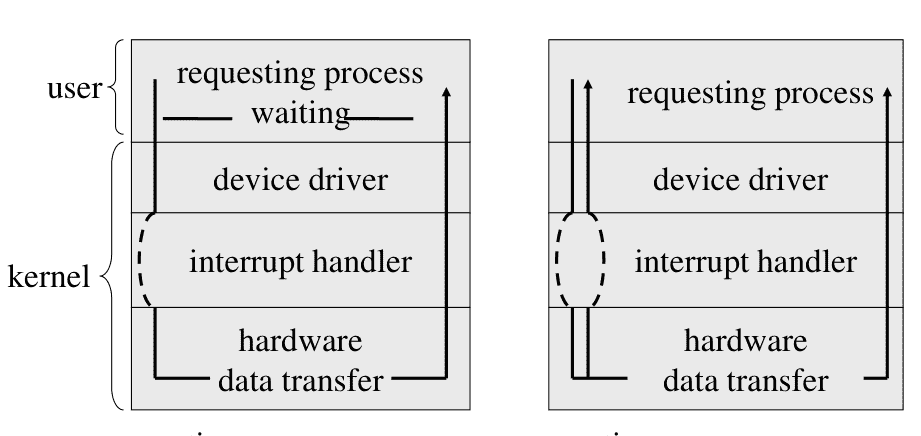 user
requesting process
waiting
device driver
kernel
interrupt handler
hardware
data transfer
requesting process
device driver
interrupt handler
hardware
data transfer